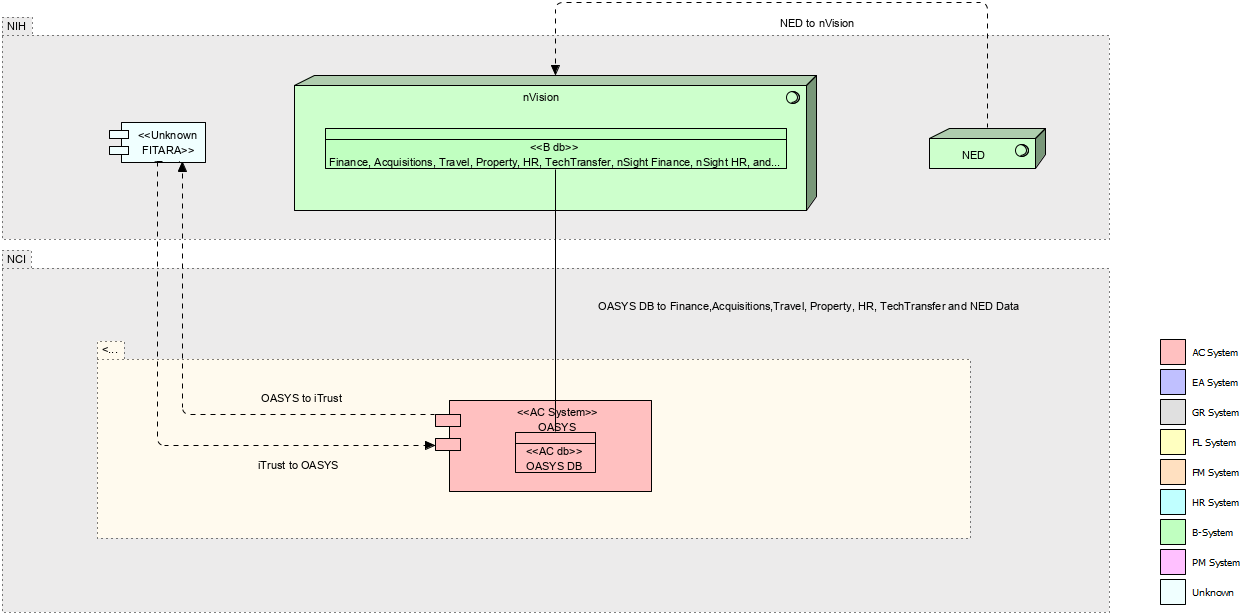 NED to nVision
NIH
nVision
<<Unknown
FITARA>>
<<B db>>
Finance, Acquisitions, Travel, Property, HR, TechTransfer, nSight Finance, nSight HR, and...
NED
NCI
OASYS DB to Finance,Acquisitions,Travel, Property, HR, TechTransfer and NED Data
<...
OASYS to iTrust
<<AC System>>
OASYS
<<AC db>>
OASYS DB
iTrust to OASYS
AC System
EA System
GR System
FL System
FM System
HR System
B-System
PM System
Unknown